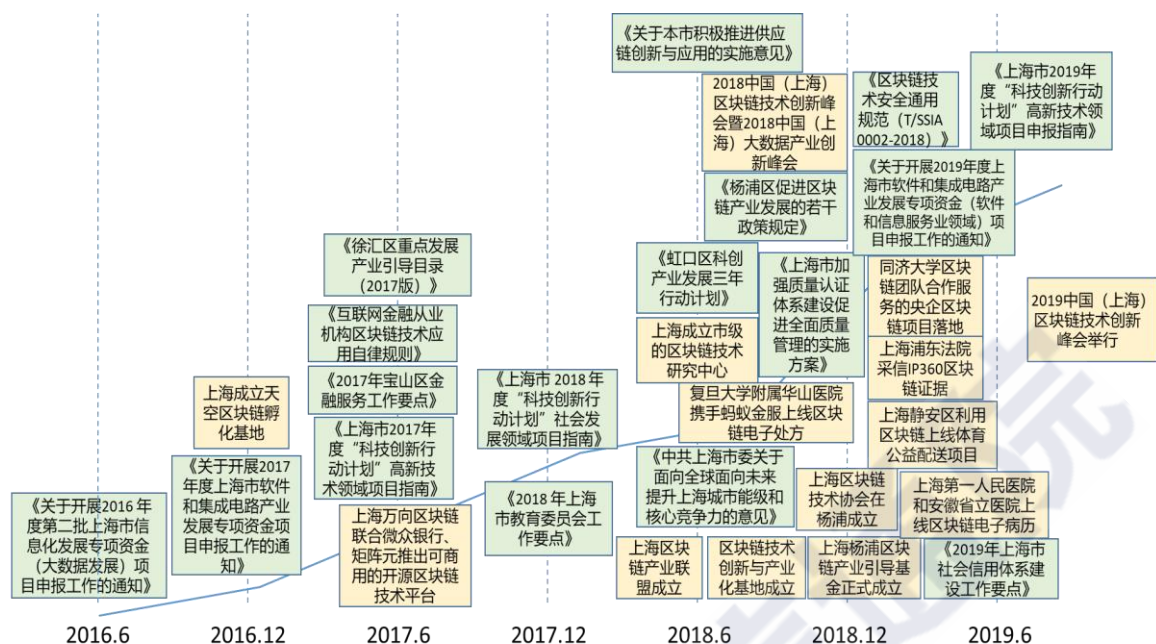 《关于本市积极推进供应
链创新与应用的实施意见》
2018中国（上海）
区块链技术创新峰
会暨2018中国（上
海）大数据产业创
新峰会
《区块链技
术安全通用
规范（T/SSIA
0002-2018）》
《上海市2019年
度“科技创新行动
计划”高新技术领
域项目申报指南》
《杨浦区促进区块
链产业发展的若干
政策规定》
《关于开展2019年度上
海市软件和集成电路产
业发展专项资金（软件
和信息服务业领域）项
目申报工作的通知》
《徐汇区重点发展
产业引导目录
（2017版）》
《虹口区科创
产业发展三年
行动计划》
《上海市加
强质量认证
体系建设促
进全面质量
管理的实施
方案》
同济大学区块
链团队合作服
务的央企区块
链项目落地
2019中国（上海）
区块链技术创新
峰会举行
《互联网金融从业
机构区块链技术应
用自律规则》
上海成立市级
的区块链技术
研究中心
上海浦东法院
采信IP360区块
链证据
上海成立天
空区块链孵
化基地
《2017年宝山区金
融服务工作要点》
《上海市 2018 年
度“科技创新行
动计划”社会发
展领域项目指南》
复旦大学附属华山医院
携手蚂蚁金服上线区块
链电子处方
上海静安区利用
区块链上线体育
公益配送项目
《上海市2017年
度“科技创新行
动计划”高新技
术领域项目指南》
《关于开展2016 年
度第二批上海市信
息化发展专项资金
（大数据发展）项
目申报工作的通知》
《关于开展2017
年度上海市软件
和集成电路产业
发展专项资金项
目申报工作的通
知》
《中共上海市委关于
面向全球面向未来
提升上海城市能级和
核心竞争力的意见》
上海区块链
技术协会在
杨浦成立
上海第一人民医院
和安徽省立医院上
线区块链电子病历
《2018 年上海
市教育委员会工
作要点》
上海万向区块链
联合微众银行、
矩阵元推出可商
用的开源区块链
技术平台
上海区块
链产业联
盟成立
区块链技术
创新与产业
化基地成立
上海杨浦区块
链产业引导基
金正式成立
《2019年上海市
社会信用体系建
设工作要点》
2016.6
2016.12
2017.6
2017.12
2018.6
2018.12
2019.6